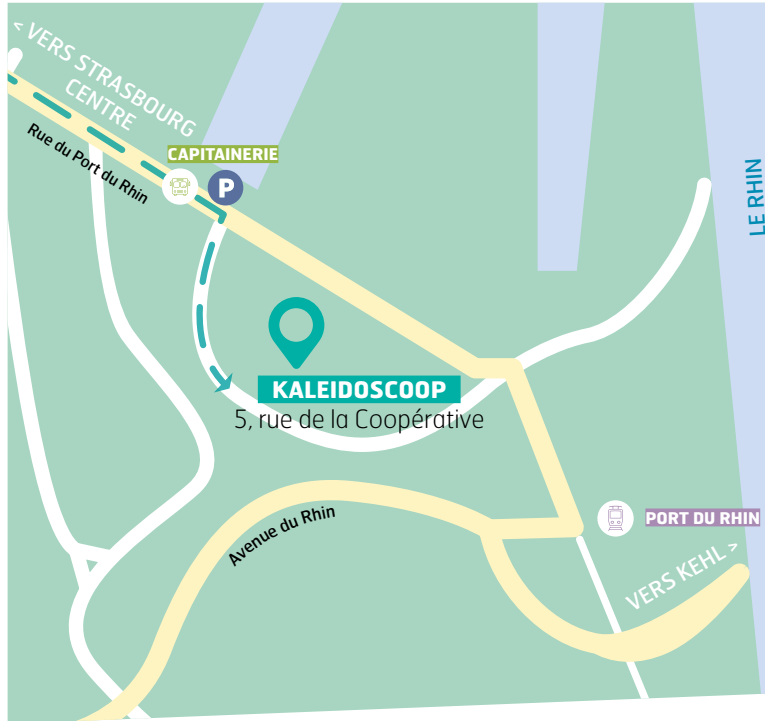 < VERS STRASBOURG
CENTRE
Rue du Port du Rhin
CAPITAINERIE
P
LE RHIN
KALEIDOSCOOP
5, rue de la Coopérative
Avenue du Rhin
PORT DU RHIN
VERS KEHL >